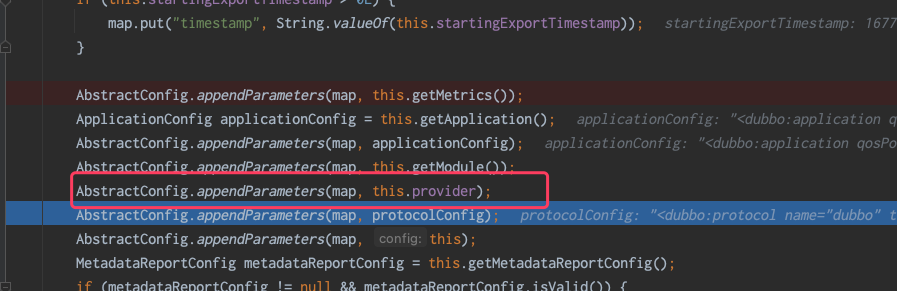 if (this.startingExportTimestamp > 0L) {
map.put("timestamp", String.valueOf(this.startingExportTimestamp)); startingExportTimestamp: 1677
}
AbstractConfig.appendParameters(map, this.getMetrics());
ApplicationConfig applicationConfig = this.getApplication(); applicationConfig: "<dubbo:application qo
AbstractConfig.appendParameters(map, applicationConfig); applicationConfig: "<dubbo:application qosPo
AbstractConfig.appendParameters(map, this.getModule());
AbstractConfig.appendParameters(map, this.provider);
AbstractConfig.appendParameters(map, protocolConfig); protocolConfig: "<dubbo:protocol name="dubbo" t
AbstractConfig.appendParameters(map, config: this);
MetadataReportConfig metadataReportConfig = this.getMetadataReportConfig();
if (metadataReportConfig != null && metadataReportConfig.isValid()) {